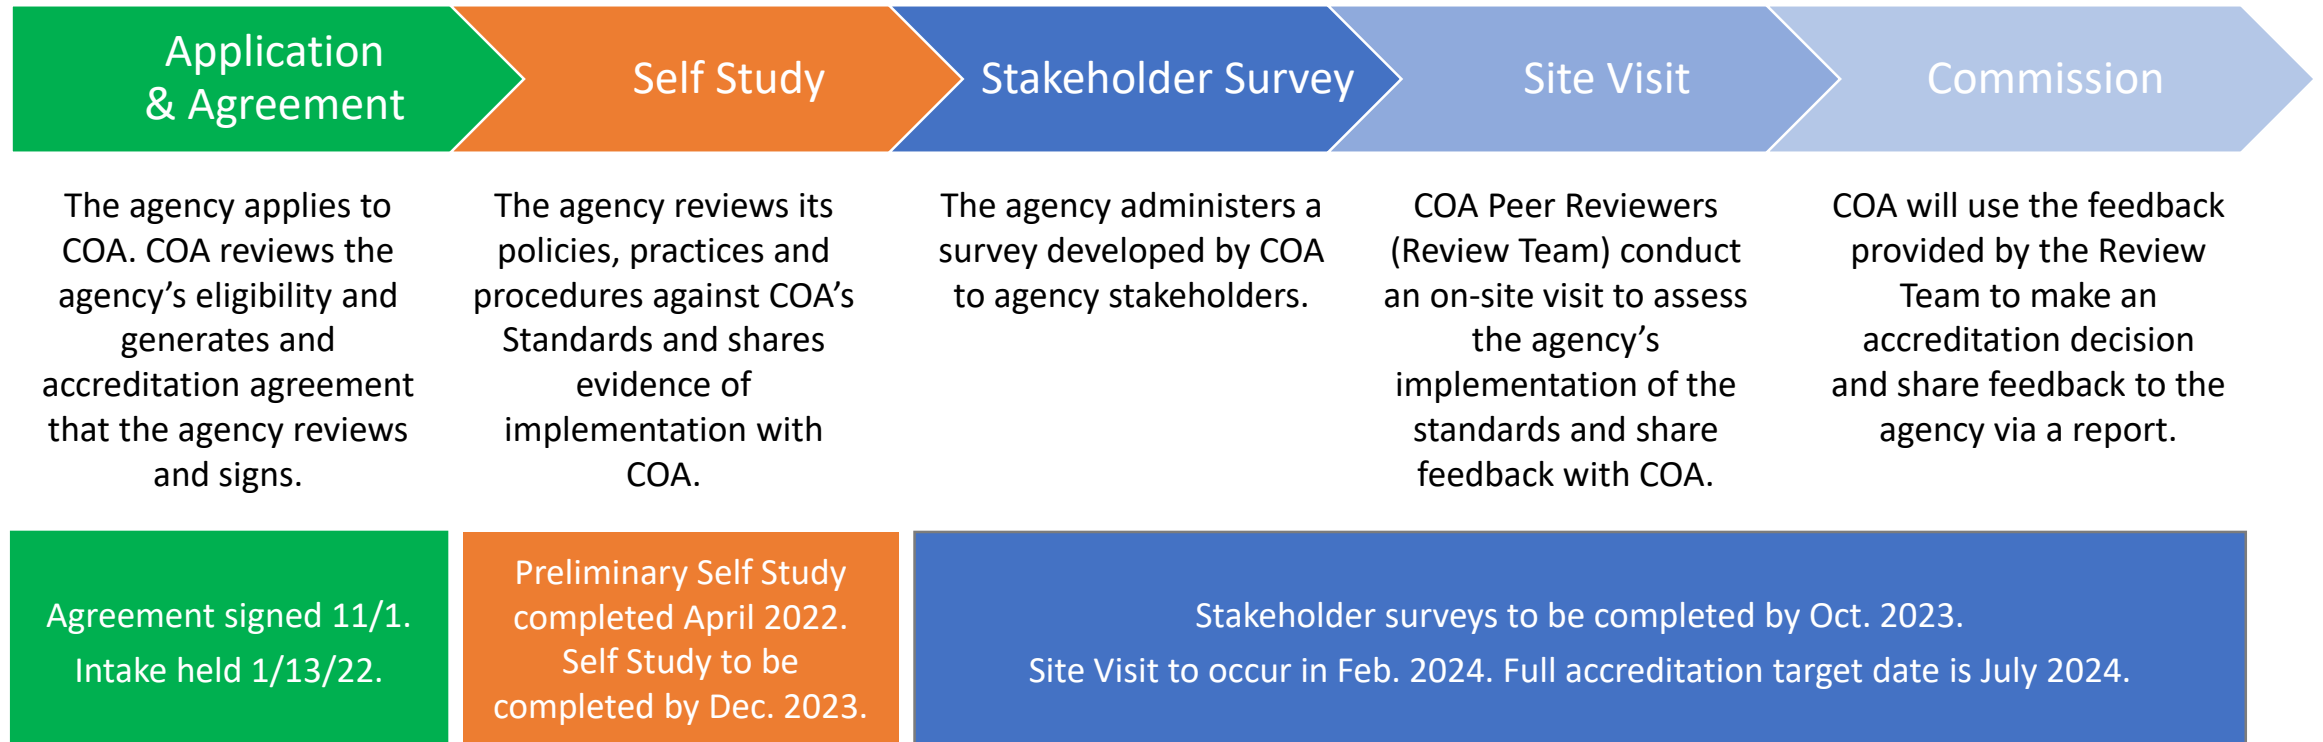 Application
& Agreement
Self Study
Stakeholder Survey
Site Visit
Commission
The agency applies to
COA. COA reviews the
agency’s eligibility and
generates and
accreditation agreement
that the agency reviews
and signs.
The agency reviews its
policies, practices and
procedures against COA’s
Standards and shares
evidence of
implementation with
COA.
The agency administers a
survey developed by COA
to agency stakeholders.
COA Peer Reviewers
(Review Team) conduct
an on-site visit to assess
the agency’s
implementation of the
standards and share
feedback with COA.
COA will use the feedback
provided by the Review
Team to make an
accreditation decision
and share feedback to the
agency via a report.
Agreement signed 11/1.
Intake held 1/13/22.
Preliminary Self Study
completed April 2022.
Self Study to be
completed by Dec. 2023.
Stakeholder surveys to be completed by Oct. 2023.
Site Visit to occur in Feb. 2024. Full accreditation target date is July 2024.